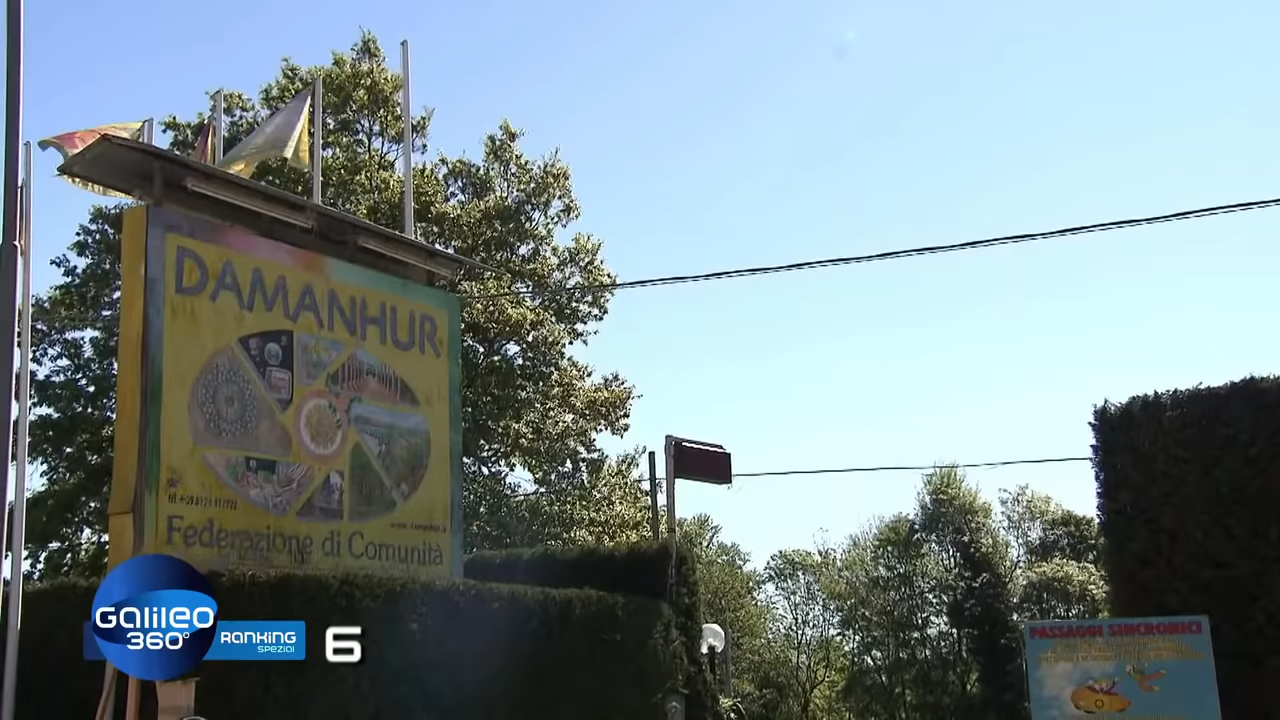 DAMANHUR
Federazione di Comunità
GALILEO
360°
RANKING
SPEZIAL
6
PASSAGGI SINCRONICI